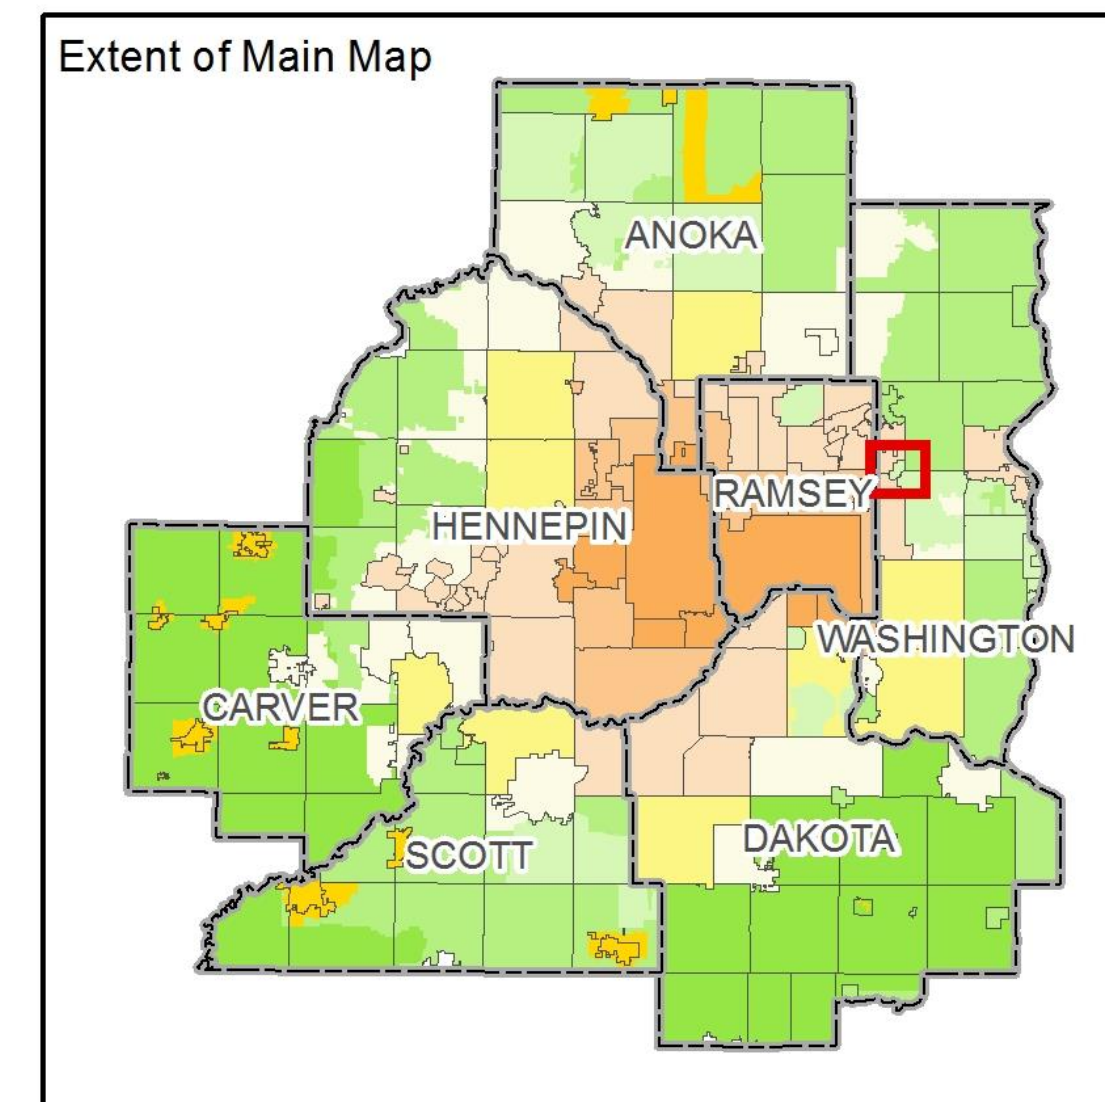 Extent of Main Map
ANOKA
RAMSEY
HENNEPIN
WASHINGTON
CARVER
DAKOTA
SCOTT